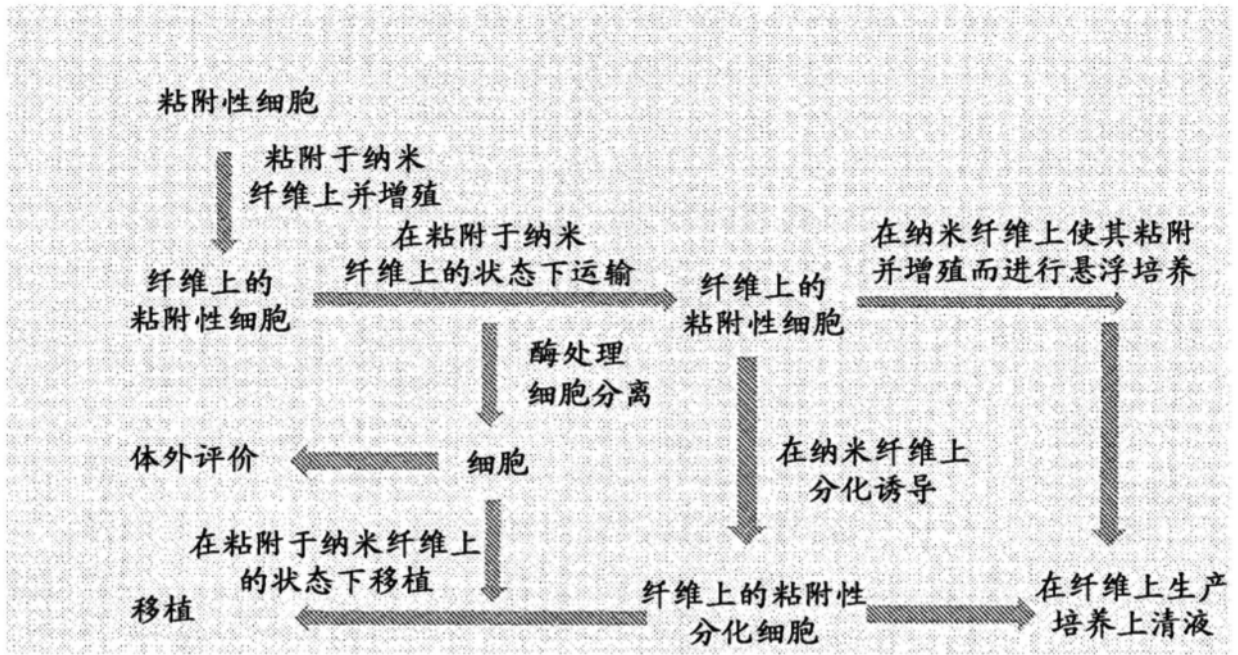 粘附性细胞
粘附于纳米
纤维上并增殖
在粘附于纳米
纤维上的状态下运输
在纳米纤维上使其粘附
并增殖而进行悬浮培养
纤维上的
粘附性细胞
纤维上的
粘附性细胞
酶处理
细胞分离
体外评价
细胞
在纳米纤维上
分化诱导
在粘附于纳米纤维上
的状态下移植
移植
纤维上的粘附性
分化细胞
在纤维上生产
培养上清液